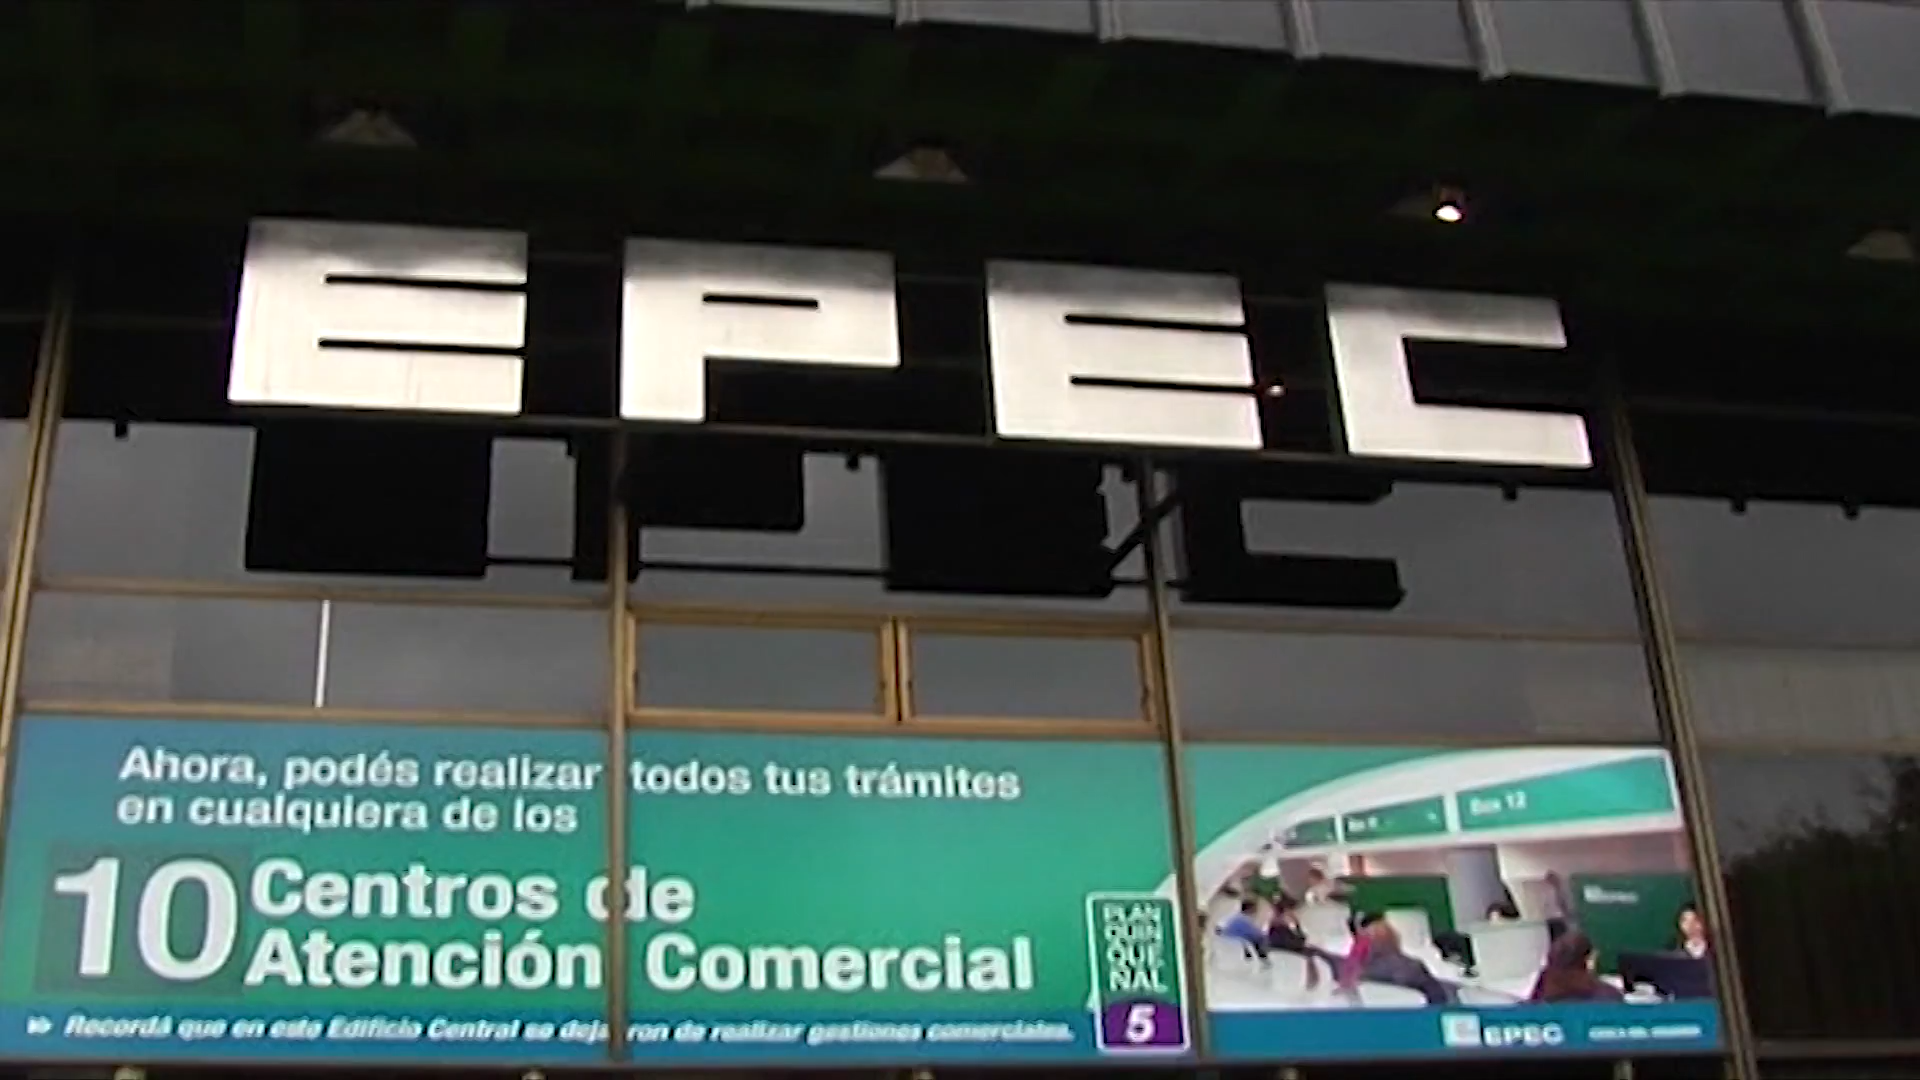 EPEC
Ahora, podés realizar todos tus trámites
en cualquiera de los
10 Centros de
Atención Comercial
PLAN
QUIN
QUE
NAL
5
» Recordá que en este Edificio Central se dejaron de realizar gestiones comerciales.
Box 12
EPEC